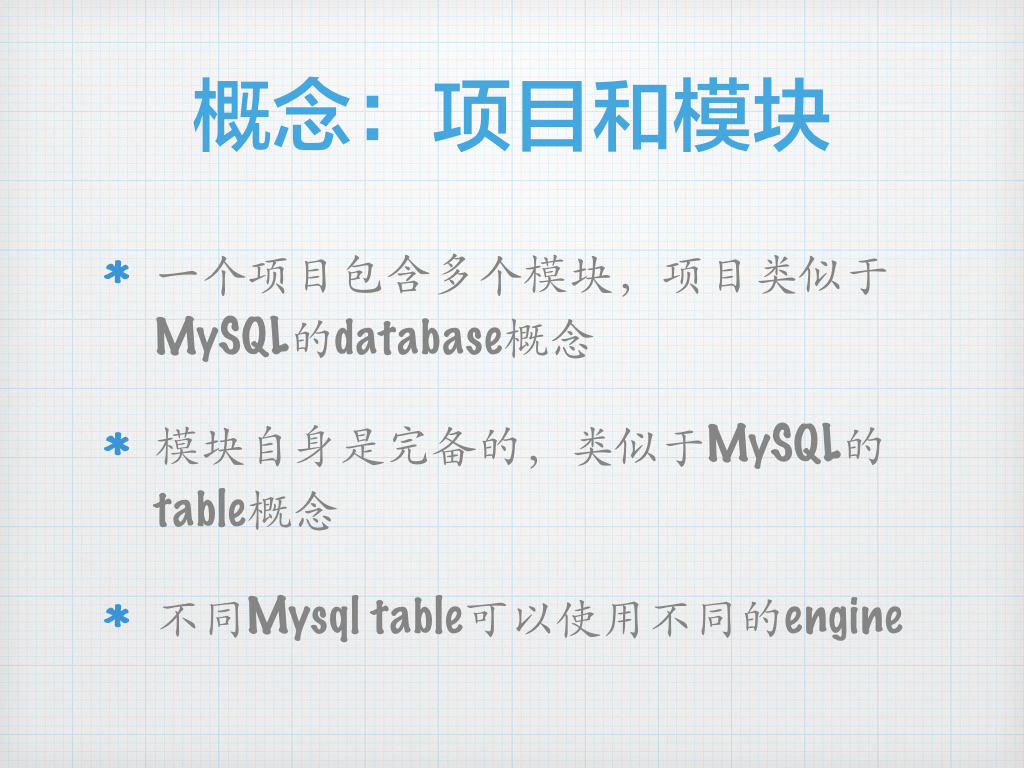 概念：项目和模块
* 一个项目包含多个模块，项目类似于
MySQL的database概念
* 模块自身是完备的，类似于MySQL的
table概念
* 不同Mysql table可以使用不同的engine